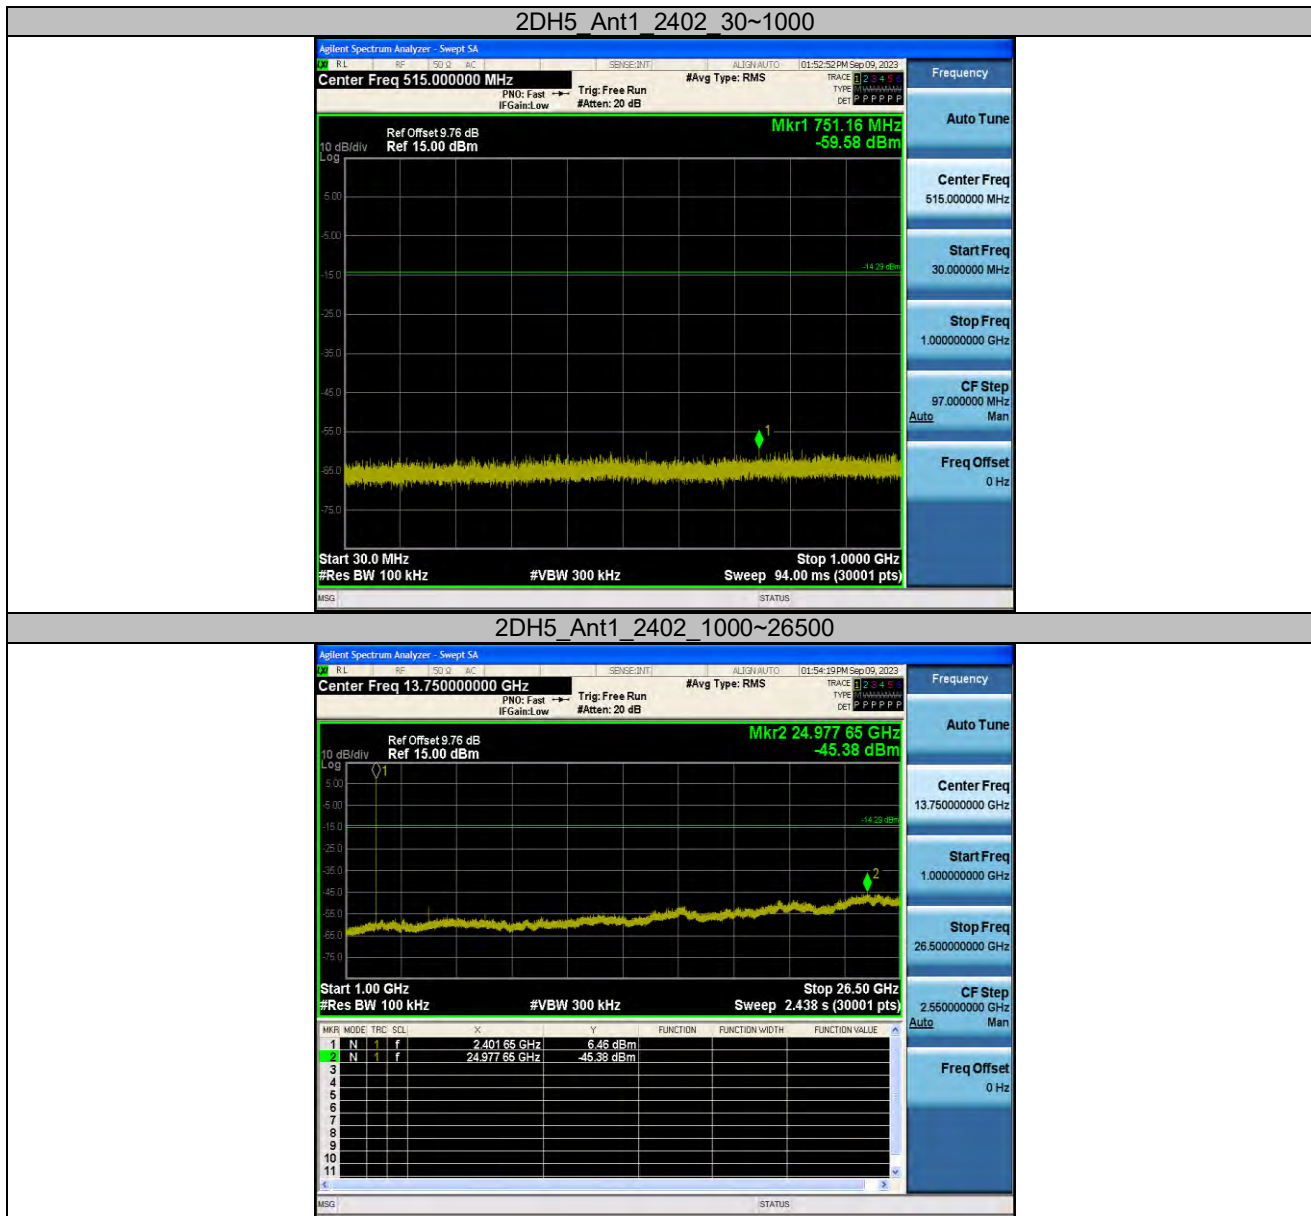 2DH5_Ant1_2402_30~1000
Agilent Spectrum Analyzer - Swept SA
RL RF 50 Ω AC SENSE:INT ALIGN AUTO 01:52:52 PM Sep 09, 2023
Center Freq 515.000000 MHz #Avg Type: RMS TRACE 1 2 3 4 5 6
PNO: Fast Trig: Free Run TYPE M
IFGain:Low #Atten: 20 dB DET P P P P P P
Frequency
Auto Tune
Mkr1 751.16 MHz
-59.58 dBm
Ref Offset 9.76 dB
10 dB/div Ref 15.00 dBm
Log
5.00
-5.00
-14.29 dBm
-15.0
-25.0
-35.0
-45.0
-55.0
1
-65.0
-75.0
Start 30.0 MHz Stop 1.0000 GHz
#Res BW 100 kHz #VBW 300 kHz Sweep 94.00 ms (30001 pts)
MSG STATUS
Center Freq
515.000000 MHz
Start Freq
30.000000 MHz
Stop Freq
1.000000000 GHz
CF Step
97.000000 MHz
Auto Man
Freq Offset
0 Hz
2DH5_Ant1_2402_1000~26500
Agilent Spectrum Analyzer - Swept SA
RL RF 50 Ω AC SENSE:INT ALIGN AUTO 01:54:19 PM Sep 09, 2023
Center Freq 13.750000000 GHz #Avg Type: RMS TRACE 1 2 3 4 5 6
PNO: Fast Trig: Free Run TYPE M
IFGain:Low #Atten: 20 dB DET P P P P P P
Frequency
Auto Tune
Mkr2 24.977 65 GHz
-45.38 dBm
Ref Offset 9.76 dB
10 dB/div Ref 15.00 dBm
Log
1
5.00
-5.00
-14.29 dBm
-15.0
-25.0
-35.0
2
-45.0
-55.0
-65.0
-75.0
Start 1.00 GHz Stop 26.50 GHz
#Res BW 100 kHz #VBW 300 kHz Sweep 2.438 s (30001 pts)
MKR MODE TRC SCL X Y FUNCTION FUNCTION WIDTH FUNCTION VALUE
1 N 1 f 2.401 65 GHz 6.46 dBm
2 N 1 f 24.977 65 GHz -45.38 dBm
3
4
5
6
7
8
9
10
11
MSG STATUS
Center Freq
13.750000000 GHz
Start Freq
1.000000000 GHz
Stop Freq
26.500000000 GHz
CF Step
2.550000000 GHz
Auto Man
Freq Offset
0 Hz